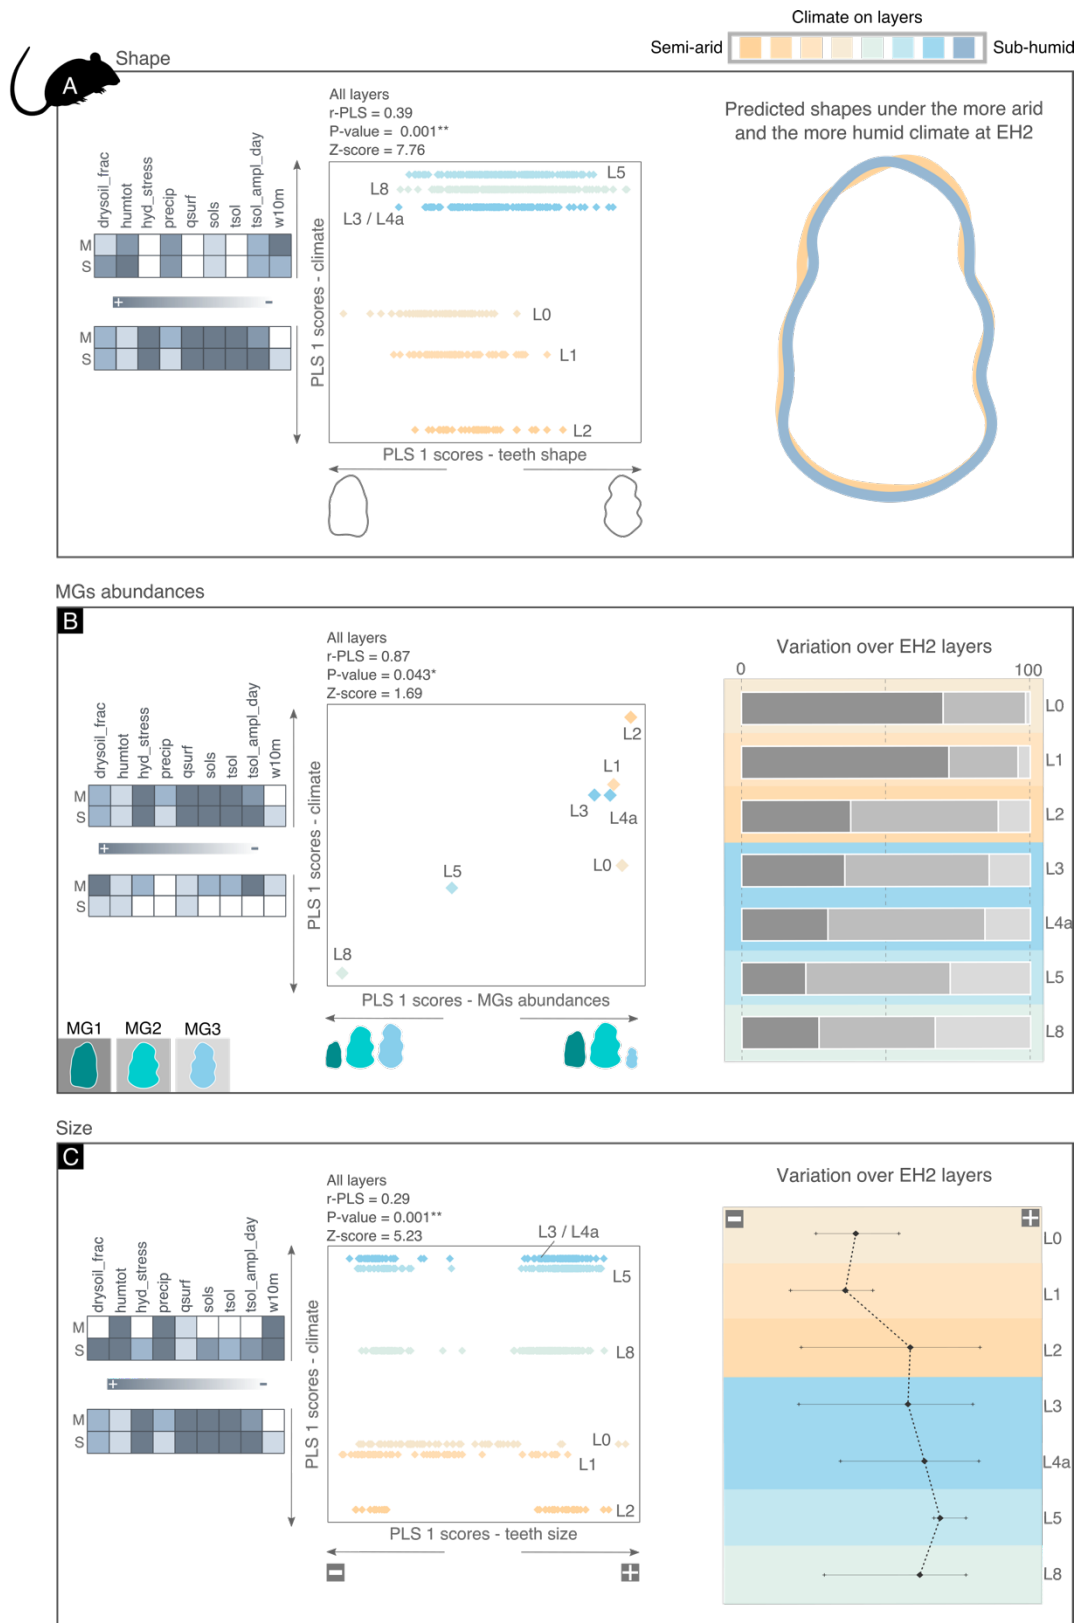 Climate on layers
Semi-arid
Sub-humid
A
Shape
All layers
r-PLS = 0.39
P-value = 0.001**
Z-score = 7.76
Predicted shapes under the more arid
and the more humid climate at EH2
drysoil_frac
humtot
hyd_stress
precip
qsurf
sols
tsol
tsol_ampl_day
w10m
M
S
+
-
M
S
PLS 1 scores - climate
L5
L8
L3 / L4a
L0
L1
L2
PLS 1 scores - teeth shape
MGs abundances
B
All layers
r-PLS = 0.87
P-value = 0.043*
Z-score = 1.69
Variation over EH2 layers
0
100
drysoil_frac
humtot
hyd_stress
precip
qsurf
sols
tsol
tsol_ampl_day
w10m
M
S
+
-
M
S
PLS 1 scores - climate
L2
L1
L3
L4a
L0
L5
L8
PLS 1 scores - MGs abundances
L0
L1
L2
L3
L4a
L5
L8
MG1
MG2
MG3
Size
C
All layers
r-PLS = 0.29
P-value = 0.001**
Z-score = 5.23
Variation over EH2 layers
drysoil_frac
humtot
hyd_stress
precip
qsurf
sols
tsol
tsol_ampl_day
w10m
M
S
+
-
M
S
PLS 1 scores - climate
L3 / L4a
L5
L8
L0
L1
L2
PLS 1 scores - teeth size
-
+
-
+
L0
L1
L2
L3
L4a
L5
L8